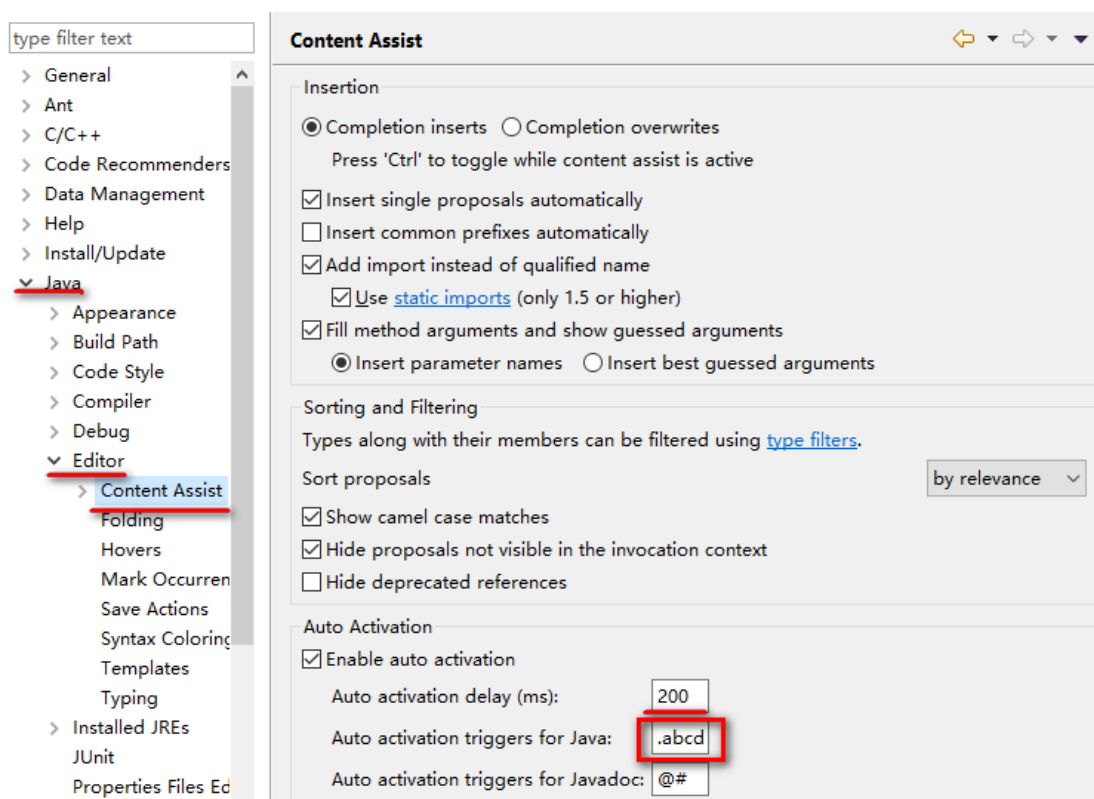 type filter text
General
Ant
C/C++
Code Recommenders
Data Management
Help
Install/Update
Java
Appearance
Build Path
Code Style
Compiler
Debug
Editor
Content Assist
Folding
Hovers
Mark Occurren
Save Actions
Syntax Coloring
Templates
Typing
Installed JREs
JUnit
Properties Files Ed
Content Assist
Insertion
Completion inserts Completion overwrites
Press 'Ctrl' to toggle while content assist is active
Insert single proposals automatically
Insert common prefixes automatically
Add import instead of qualified name
Use static imports (only 1.5 or higher)
Fill method arguments and show guessed arguments
Insert parameter names Insert best guessed arguments
Sorting and Filtering
Types along with their members can be filtered using type filters.
Sort proposals by relevance
Show camel case matches
Hide proposals not visible in the invocation context
Hide deprecated references
Auto Activation
Enable auto activation
Auto activation delay (ms): 200
Auto activation triggers for Java: .abcd
Auto activation triggers for Javadoc: @#